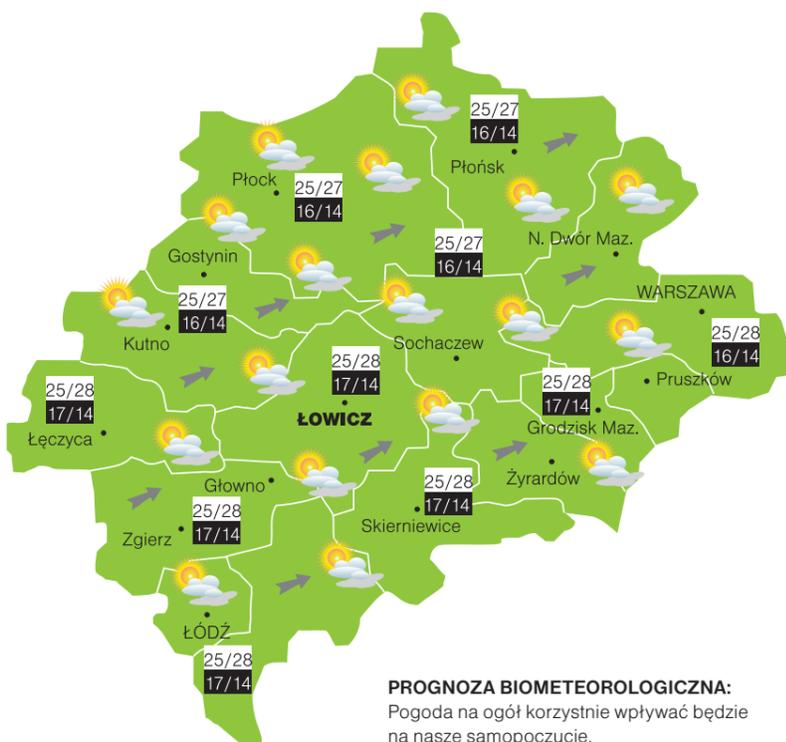 25/27
16/14
Płońsk
Płock
25/27
16/14
N. Dwór Maz.
25/27
16/14
Gostynin
WARSZAWA
25/27
16/14
Kutno
Sochaczew
25/28
16/14
25/28
17/14
ŁOWICZ
25/28
17/14
Pruszków
25/28
17/14
Łęczyca
Grodzisk Maz.
Głowno
Żyrardów
25/28
17/14
Skierniewice
25/28
17/14
Zgierz
ŁÓDŹ
25/28
17/14
PROGNOZA BIOMETEOROLOGICZNA:
Pogoda na ogół korzystnie wpływać będzie
na nasze samopoczucie.